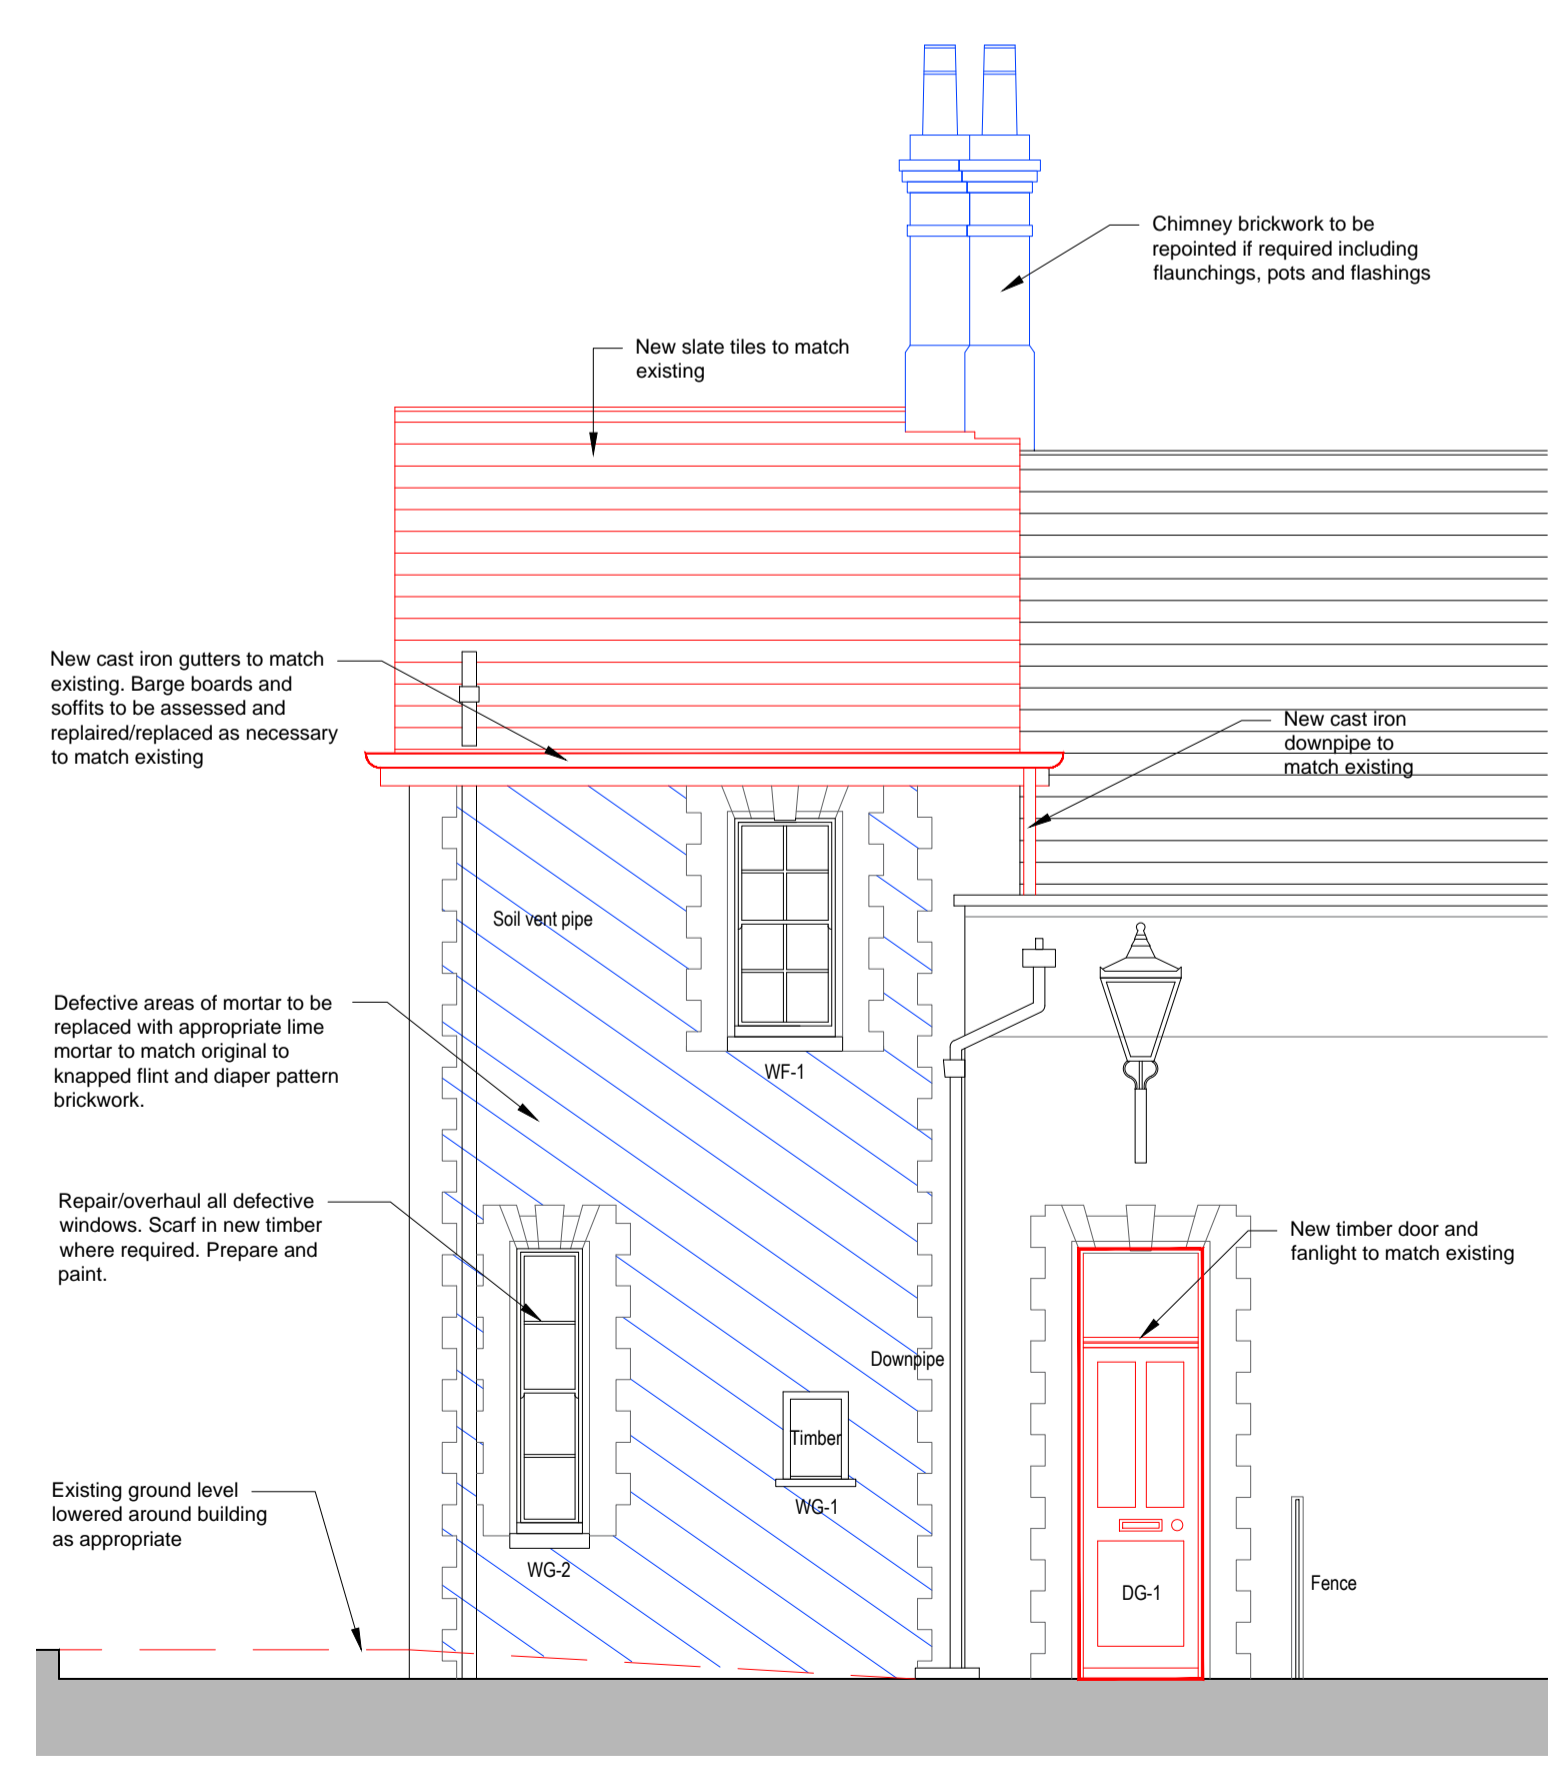 Chimney brickwork to be
repointed if required including
flaunchings, pots and flashings
New slate tiles to match
existing
New cast iron gutters to match
existing. Barge boards and
soffits to be assessed and
replaired/replaced as necessary
to match existing
New cast iron
downpipe to
match existing
Soil vent pipe
Defective areas of mortar to be
replaced with appropriate lime
mortar to match original to
knapped flint and diaper pattern
brickwork.
WF-1
Repair/overhaul all defective
windows. Scarf in new timber
where required. Prepare and
paint.
New timber door and
fanlight to match existing
Downpipe
Timber
WG-1
Existing ground level
lowered around building
as appropriate
WG-2
DG-1
Fence